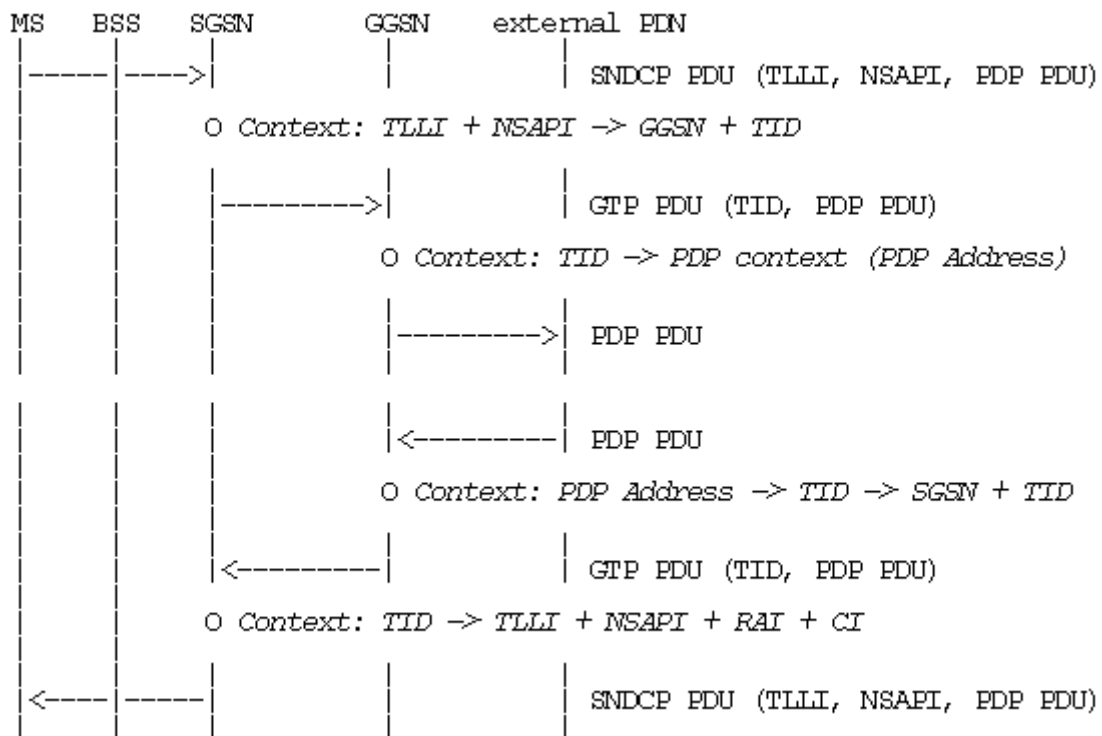 MS BSS SGSN GGSN external PDN
SNDCP PDU (TLLI, NSAPI, PDP PDU)
O Context: TLLI + NSAPI -> GGSN + TID
GTP PDU (TID, PDP PDU)
O Context: TID -> PDP context (PDP Address)
PDP PDU
PDP PDU
O Context: PDP Address -> TID -> SGSN + TID
GTP PDU (TID, PDP PDU)
O Context: TID -> TLLI + NSAPI + RAI + CI
SNDCP PDU (TLLI, NSAPI, PDP PDU)